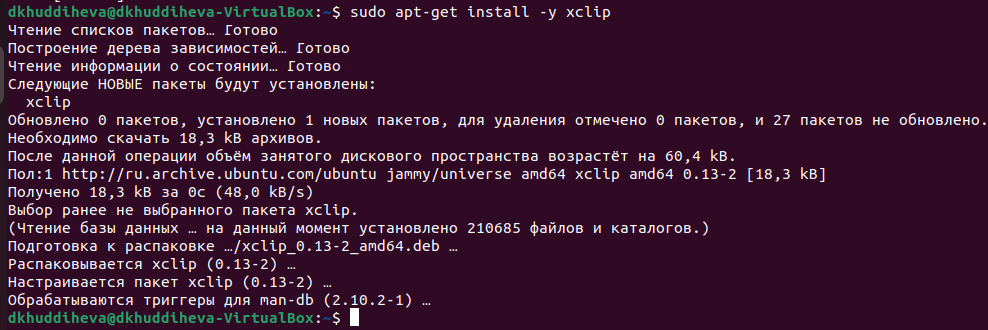 dkhuddiheva@dkhuddiheva-VirtualBox:~$ sudo apt-get install -y xclip
Чтение списков пакетов… Готово
Построение дерева зависимостей… Готово
Чтение информации о состоянии… Готово
Следующие НОВЫЕ пакеты будут установлены:
  xclip
Обновлено 0 пакетов, установлено 1 новых пакетов, для удаления отмечено 0 пакетов, и 27 пакетов не обновлено.
Необходимо скачать 18,3 kB архивов.
После данной операции объём занятого дискового пространства возрастёт на 60,4 kB.
Пол:1 http://ru.archive.ubuntu.com/ubuntu jammy/universe amd64 xclip amd64 0.13-2 [18,3 kB]
Получено 18,3 kB за 0с (48,0 kB/s)
Выбор ранее не выбранного пакета xclip.
(Чтение базы данных … на данный момент установлено 210685 файлов и каталогов.)
Подготовка к распаковке …/xclip_0.13-2_amd64.deb …
Распаковывается xclip (0.13-2) …
Настраивается пакет xclip (0.13-2) …
Обрабатываются триггеры для man-db (2.10.2-1) …
dkhuddiheva@dkhuddiheva-VirtualBox:~$